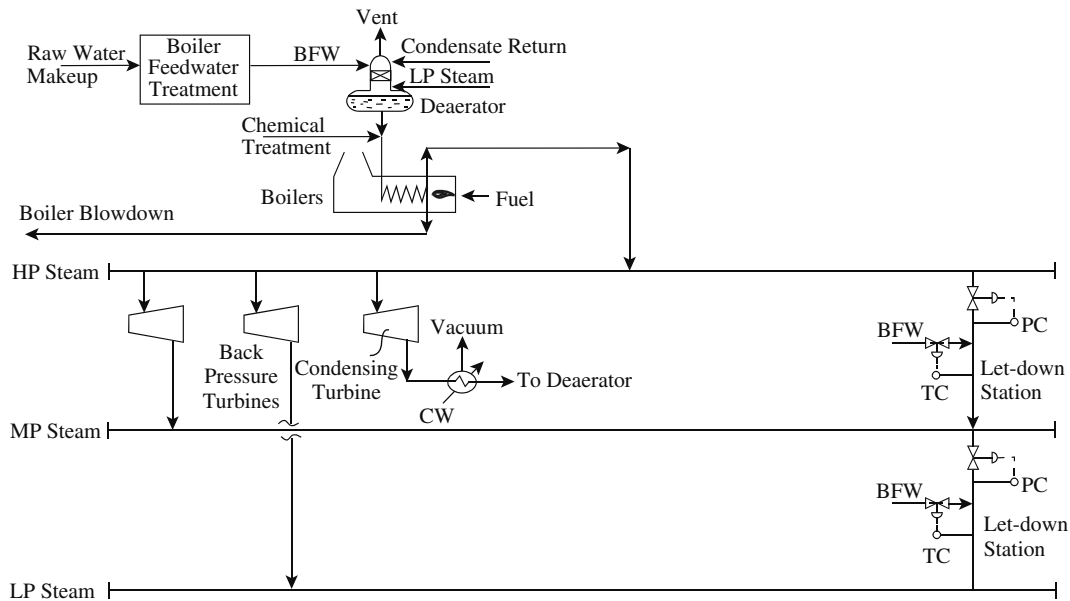 Vent
Raw Water
Makeup
Boiler
Feedwater
Treatment
BFW
Condensate Return
LP Steam
Deaerator
Chemical
Treatment
Boilers
Fuel
Boiler Blowdown
HP Steam
Back
Pressure
Turbines
Condensing
Turbine
Vacuum
To Deaerator
CW
BFW
PC
TC
Let-down
Station
MP Steam
BFW
PC
TC
Let-down
Station
LP Steam